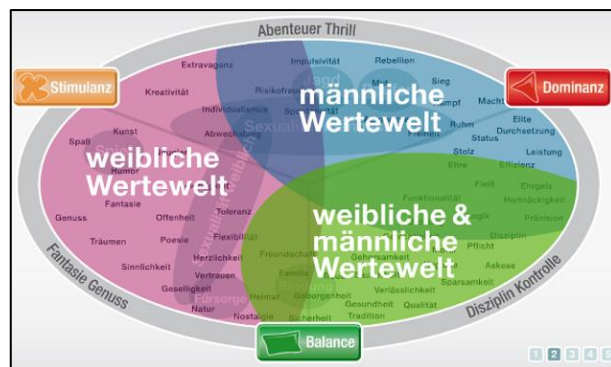 Abenteuer Thrill
Stimulanz
Dominanz
Extravaganz
Impulsivität
Rebellion
Kreativität
Risikofreu
Mut
Sieg
Individualismus
Kampf
Macht
männliche
Wertewelt
Elite
Durchsetzung
Kunst
Abwechslung
Freiheit
Ruhm
Status
Spaß
Stolz
Leistung
weibliche
Wertewelt
Humor
Ehre
Effizienz
Fleiß
Ehrgeiz
Fantasie
Funktionalität
Hartnäckigkeit
Genuss
Offenheit
Toleranz
Präzision
weibliche &
männliche
Wertewelt
Träumen
Poesie
Flexibilität
Disziplin
Pflicht
Sinnlichkeit
Herzlichkeit
Freundschaft
Gehorsamkeit
Askese
Vertrauen
Familie
Sparsamkeit
Geselligkeit
Bindung
Verlässlichkeit
Fürsorge
Heimat
Geborgenheit
Natur
Gesundheit
Qualität
Nostalgie
Sicherheit
Tradition
Fantasie Genuss
Disziplin Kontrolle
Balance
1 2 3 4 5